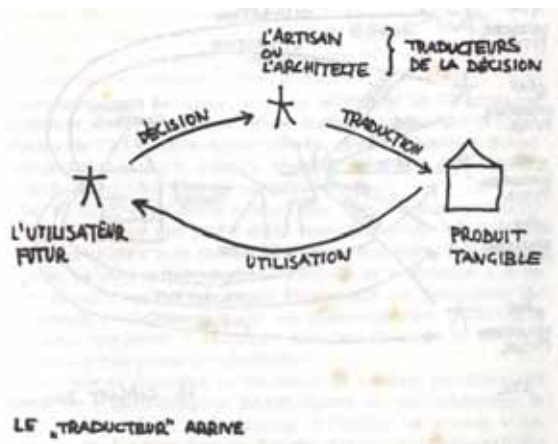 L'ARTISAN
OU
L'ARCHITECTE
TRADUCTEURS
DE LA DÉCISION
DÉCISION
TRADUCTION
L'UTILISATEUR
FUTUR
UTILISATION
PRODUIT
TANGIBLE
LE „TRADUCTEUR" ARRIVE